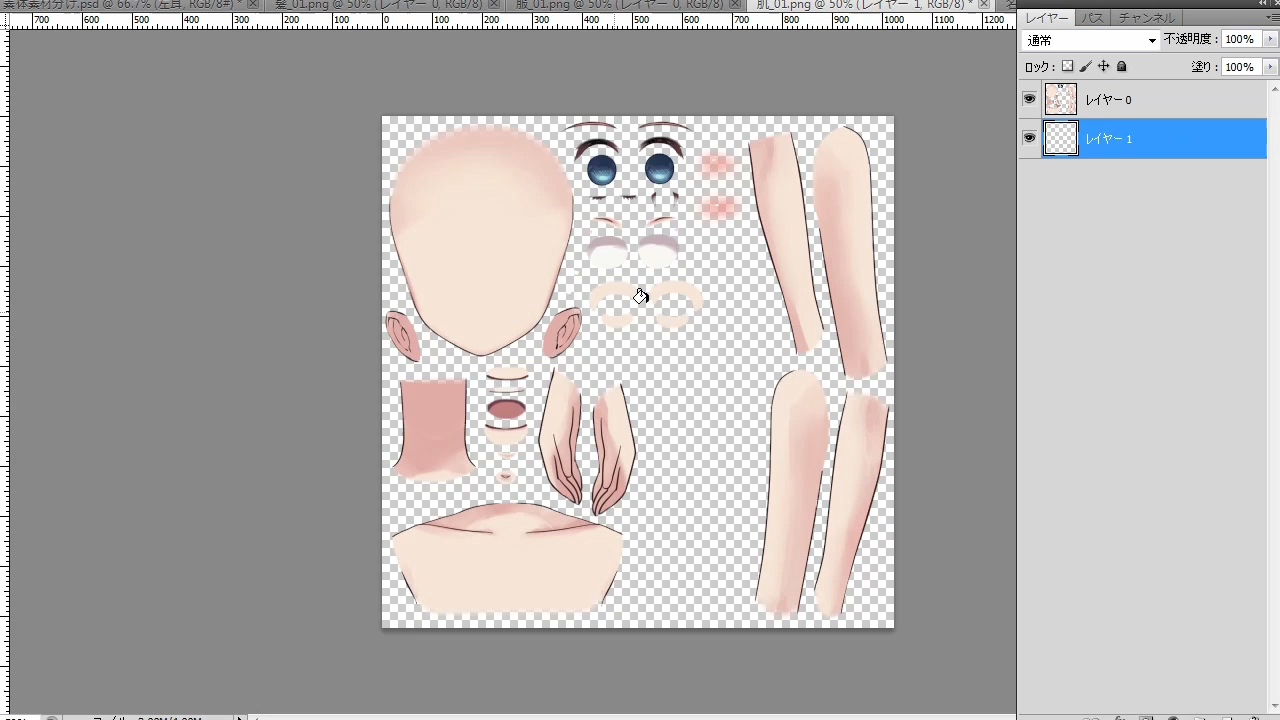 素体素材分け.psd @ 66.7% (左耳, RGB/8#) *
髪_01.png @ 50% (レイヤー 0, RGB/8)
服_01.png @ 50% (レイヤー 0, RGB/8)
肌_01.png @ 50% (レイヤー 1, RGB/8) *
700 600 500 400 300 200 100 0 100 200 300 400 500 600 700 800 900 1000 1100 1200
レイヤー パス チャンネル
通常 不透明度: 100%
ロック: 塗り: 100%
レイヤー 0
レイヤー 1